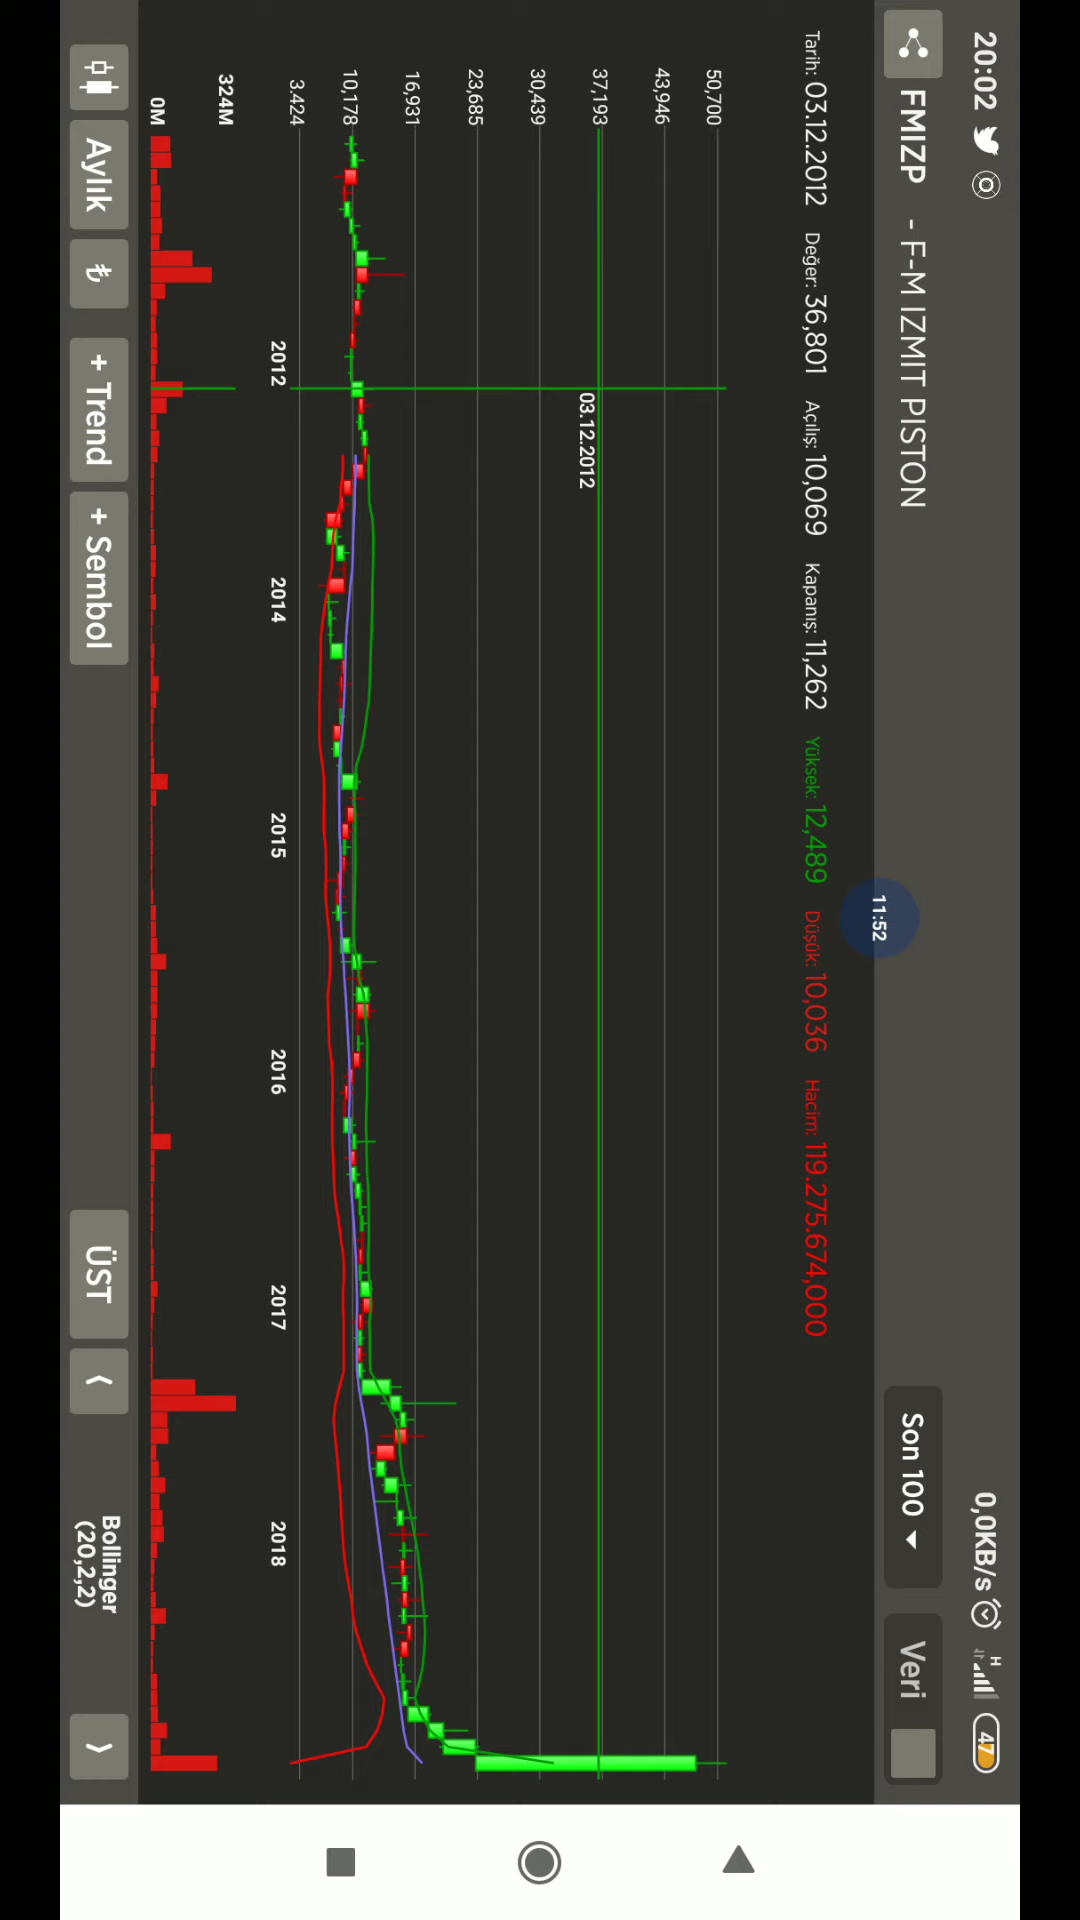 20:02 0,0KB/s H 47
FMIZP - F-M IZMIT PISTON Son 100 Veri
11:52
Tarih: 03.12.2012 Değer: 36,801 Açılış: 10,069 Kapanış: 11,262 Yüksek: 12,489 Düşük: 10,036 Hacim: 119.275.674,000
50,700
43,946
37,193
03.12.2012
30,439
23,685
16,931
10,178
3.424
2012 2014 2015 2016 2017 2018
324M
0M
Aylık ₺ + Trend + Sembol ÜST < Bollinger >
(20,2,2)